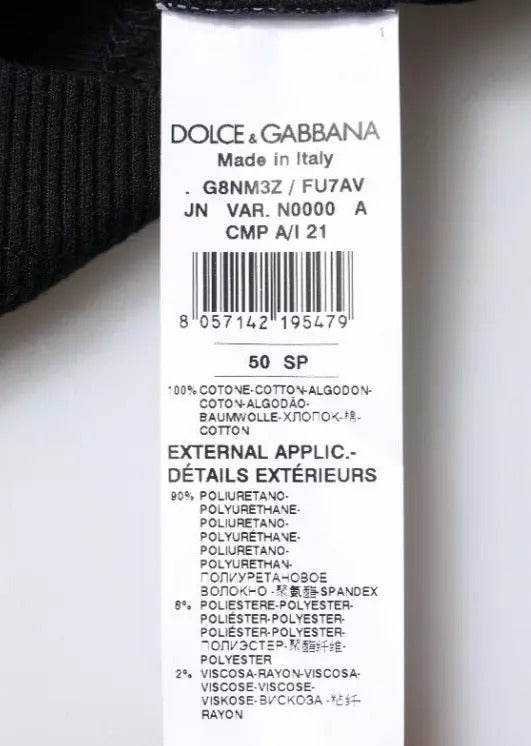 1
DOLCE & GABBANA
Made in Italy
. G8NM3Z / FU7AV
JN VAR. N0000 A
CMP A/I 21
8 057142 195479
50 SP
100% COTONE-COTTON-ALGODON-
COTON-ALGODÃO-
BAUMWOLLE-ХЛОПОК-棉-
COTTON
EXTERNAL APPLIC.-
DÉTAILS EXTÉRIEURS
90% POLIURETANO-
POLYURETHANE-
POLIURETANO-
POLYURÉTHANE-
POLIURETANO-
POLYURETHAN-
ПОЛИУРЕТАНОВОЕ
ВОЛОКНО-聚氨酯-SPANDEX
8% POLIESTERE-POLYESTER-
POLIÉSTER-POLYESTER-
POLIÉSTER-POLYESTER-
ПОЛИЭСТЕР-聚酯纤维-
POLYESTER
2% VISCOSA-RAYON-VISCOSA-
VISCOSE-VISCOSE-
VISKOSE-ВИСКОЗА-粘纤-
RAYON